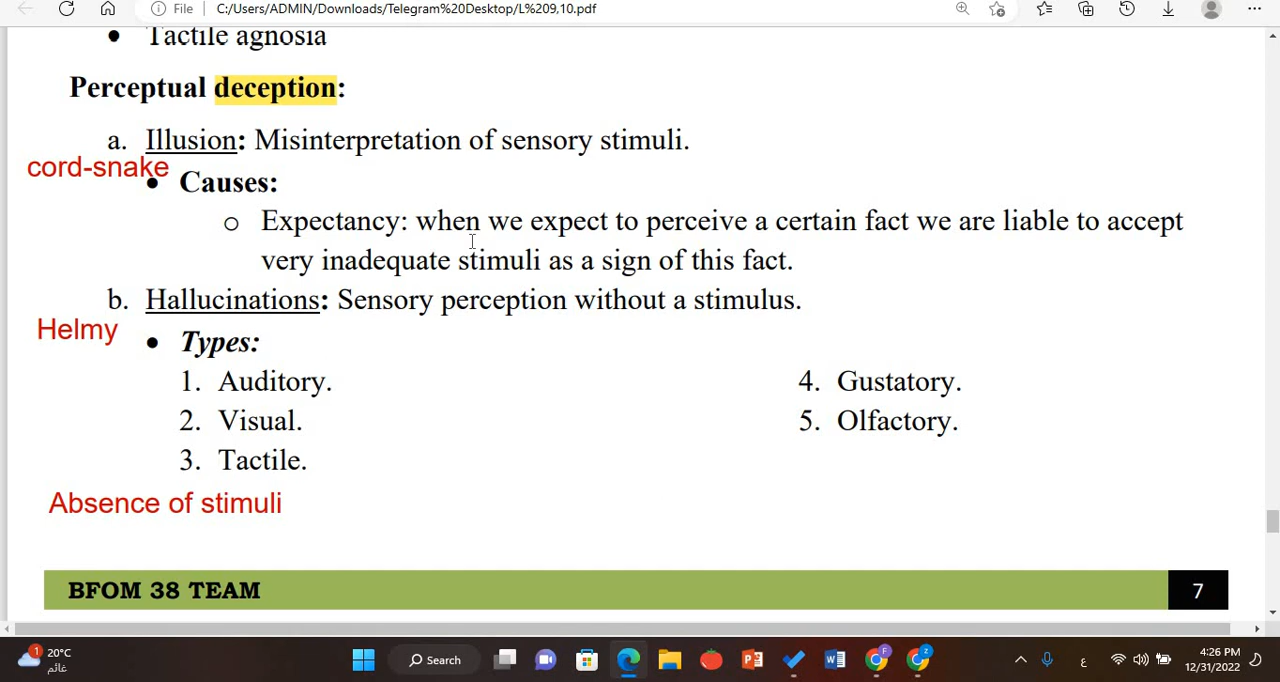 File
C:/Users/ADMIN/Downloads/Telegram%20Desktop/L%209,10.pdf
• Tactile agnosia
Perceptual deception:
a. Illusion: Misinterpretation of sensory stimuli.
cord-snake
• Causes:
o Expectancy: when we expect to perceive a certain fact we are liable to accept
very inadequate stimuli as a sign of this fact.
b. Hallucinations: Sensory perception without a stimulus.
Helmy
• Types:
1. Auditory.
4. Gustatory.
2. Visual.
5. Olfactory.
3. Tactile.
Absence of stimuli
BFOM 38 TEAM
7
1
20°C
غائم
Search
F
z
ع
4:26 PM
12/31/2022